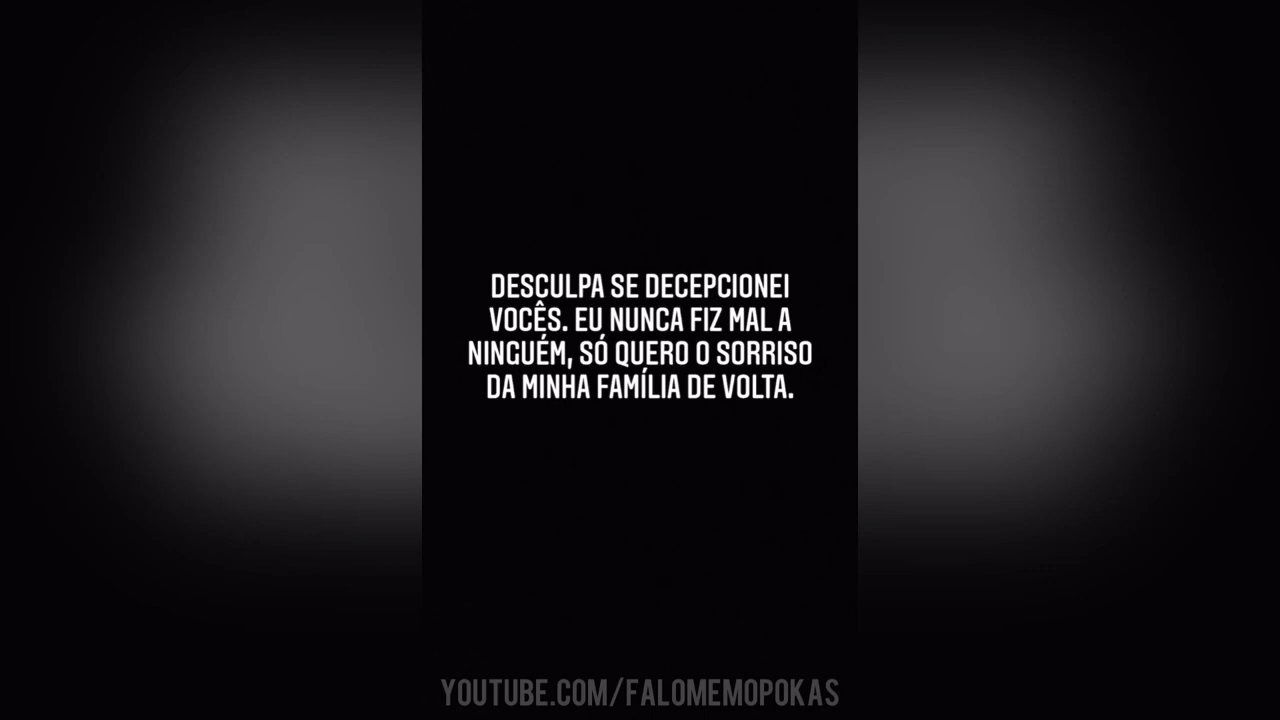 DESCULPA SE DECEPCIONEI
VOCÊS. EU NUNCA FIZ MAL A
NINGUÉM, SÓ QUERO O SORRISO
DA MINHA FAMÍLIA DE VOLTA.
YOUTUBE.COM/FALOMEMOPOKAS